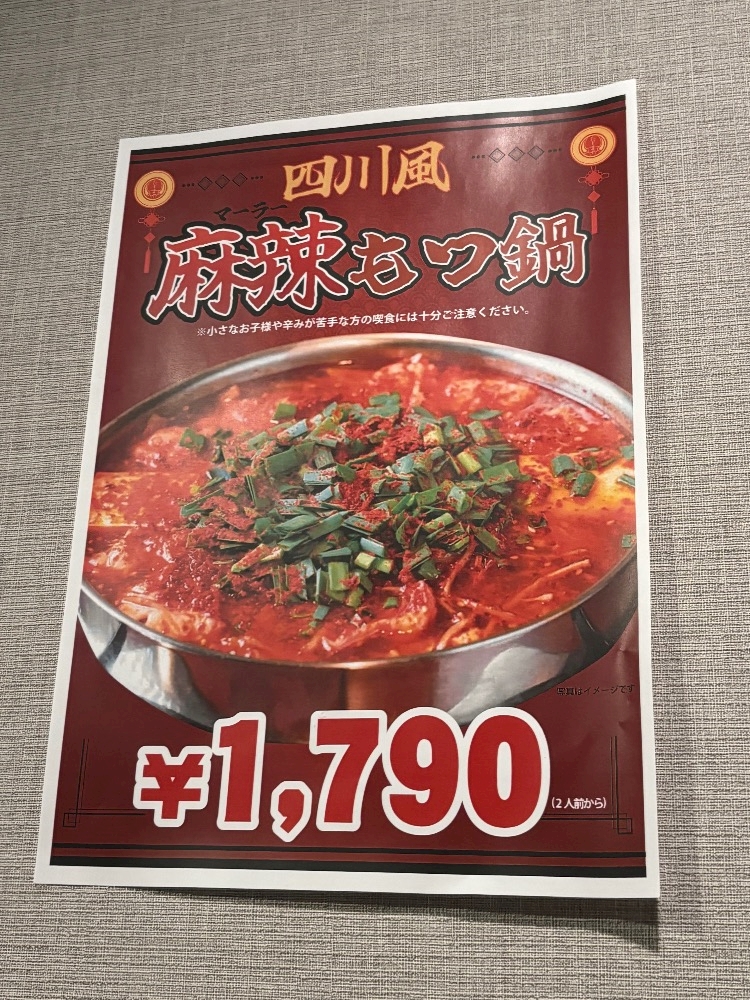 四川風
マーラー
麻辣もつ鍋
※小さなお子様や辛みが苦手な方の喫食には十分ご注意ください。
写真はイメージです
¥1,790
(2人前から)